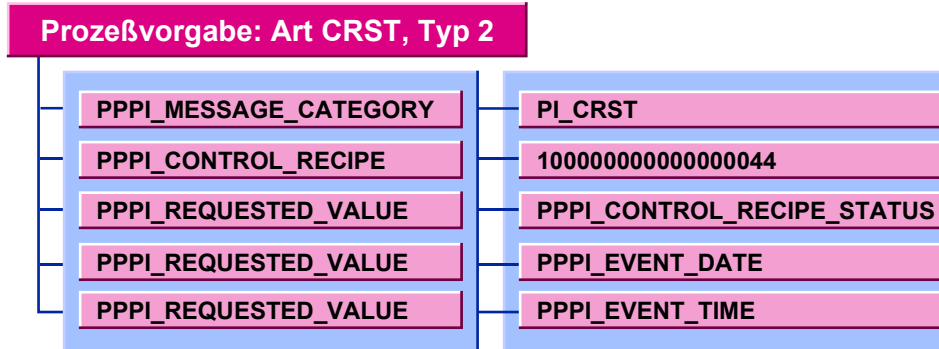 Prozeßvorgabe: Art CRST, Typ 2
PPPI_MESSAGE_CATEGORY PI_CRST
PPPI_CONTROL_RECIPE 100000000000000044
PPPI_REQUESTED_VALUE PPPI_CONTROL_RECIPE_STATUS
PPPI_REQUESTED_VALUE PPPI_EVENT_DATE
PPPI_REQUESTED_VALUE PPPI_EVENT_TIME